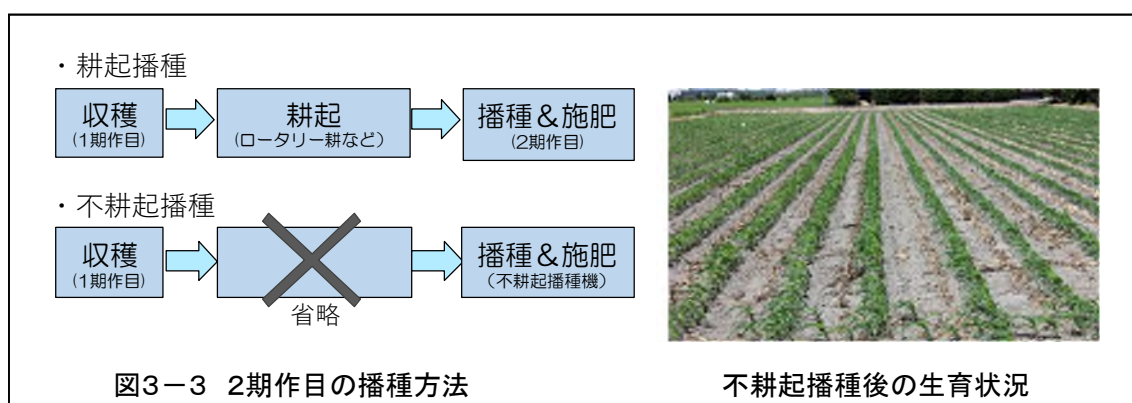 ・耕起播種
収穫
(1期作目)
耕起
(ロータリー耕など)
播種＆施肥
(2期作目)
・不耕起播種
収穫
(1期作目)
省略
播種＆施肥
(不耕起播種機)
図3－3 2期作目の播種方法
不耕起播種後の生育状況